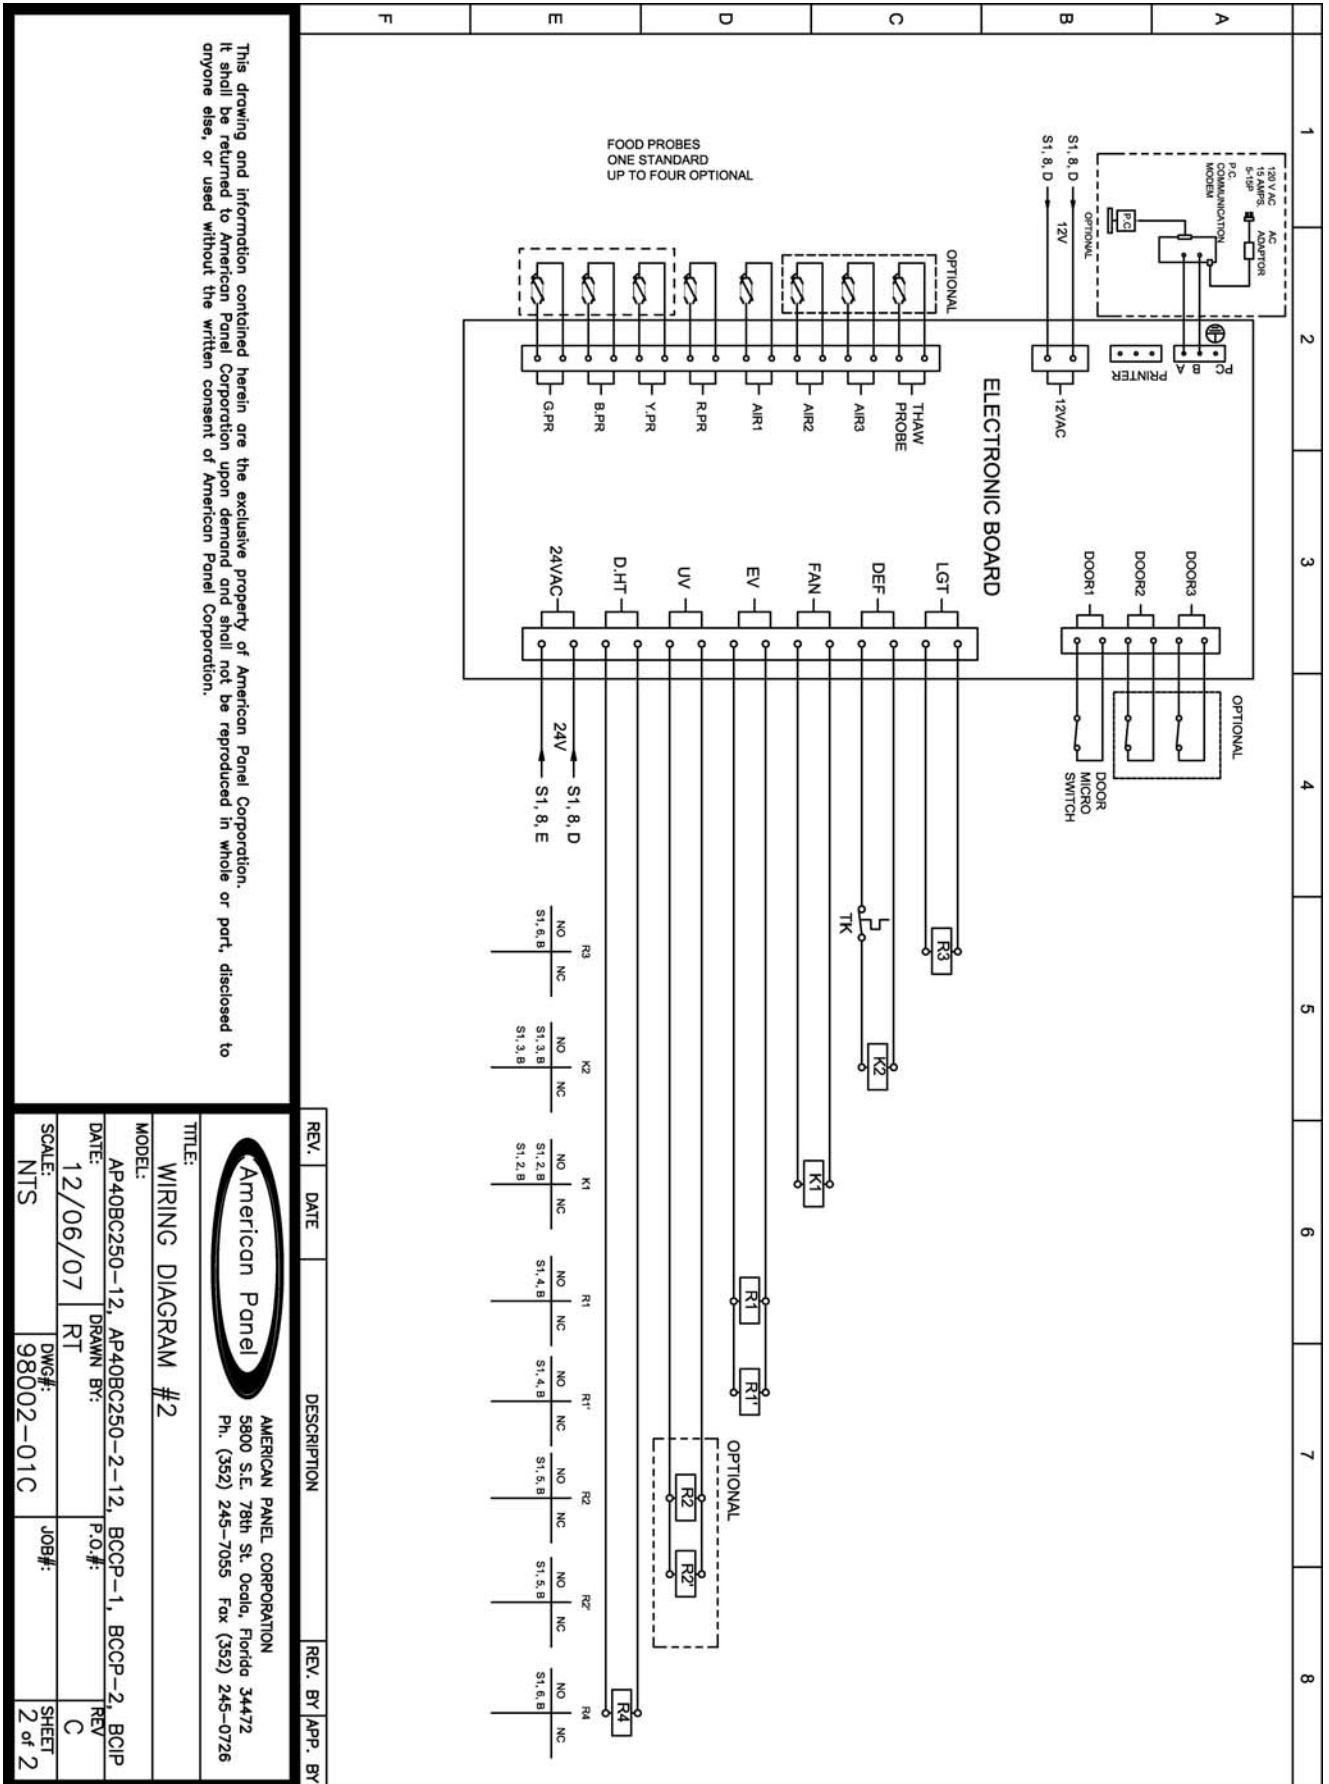 A
B
C
D
E
F
1
2
3
4
5
6
7
8
120 V AC
15 AMPS.
5-15P
AC
ADAPTOR
P.C.
COMMUNICATION
MODEM
P.C
OPTIONAL
S1, 8, D
12V
S1, 8, D
FOOD PROBES
ONE STANDARD
UP TO FOUR OPTIONAL
OPTIONAL
PC
B
A
PRINTER
12VAC
ELECTRONIC BOARD
THAW
PROBE
AIR3
AIR2
AIR1
R.PR
Y.PR
B.PR
G.PR
DOOR3
DOOR2
DOOR1
LGT
DEF
FAN
EV
UV
D.HT
24VAC
OPTIONAL
DOOR
MICRO
SWITCH
24V
S1, 8, D
S1, 8, E
TK
R3
K2
K1
R1
R1'
OPTIONAL
R2
R2'
R4
R3
NO NC
S1, 6, B
K2
NO NC
S1, 3, B
S1, 3, B
K1
NO NC
S1, 2, B
S1, 2, B
R1
NO NC
S1, 4, B
R1'
NO NC
S1, 4, B
R2
NO NC
S1, 5, B
R2'
NO NC
S1, 5, B
R4
NO NC
S1, 6, B
REV. DATE DESCRIPTION REV. BY APP. BY
This drawing and information contained herein are the exclusive property of American Panel Corporation.
It shall be returned to American Panel Corporation upon demand and shall not be reproduced in whole or part, disclosed to
anyone else, or used without the written consent of American Panel Corporation.
American Panel
AMERICAN PANEL CORPORATION
5800 S.E. 78th St. Ocala, Florida 34472
Ph. (352) 245-7055 Fax (352) 245-0726
TITLE:
WIRING DIAGRAM #2
MODEL:
AP40BC250-12, AP40BC250-2-12, BCCP-1, BCCP-2, BCIP
DATE:
12/06/07
DRAWN BY:
RT
P.O.#:
REV
C
SCALE:
NTS
DWG#:
98002-01C
JOB#:
SHEET
2 of 2